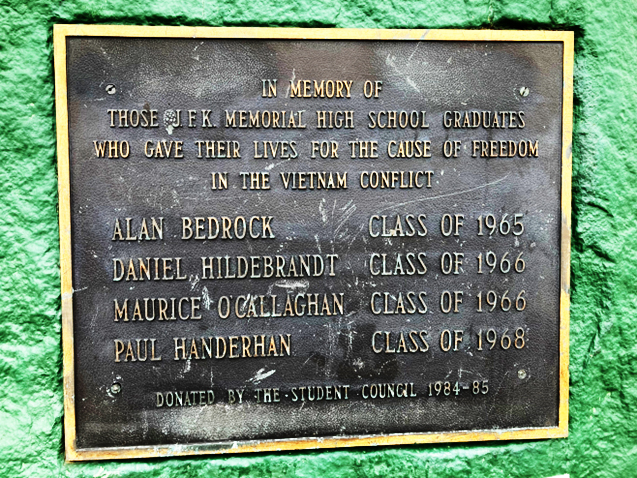 IN MEMORY OF
THOSE J F K. MEMORIAL HIGH SCHOOL GRADUATES
WHO GAVE THEIR LIVES FOR THE CAUSE OF FREEDOM
IN THE VIETNAM CONFLICT
ALAN BEDROCK CLASS OF 1965
DANIEL HILDEBRANDT CLASS OF 1966
MAURICE O'CALLAGHAN CLASS OF 1966
PAUL HANDERHAN CLASS OF 1968
DONATED BY THE STUDENT COUNCIL 1984-85